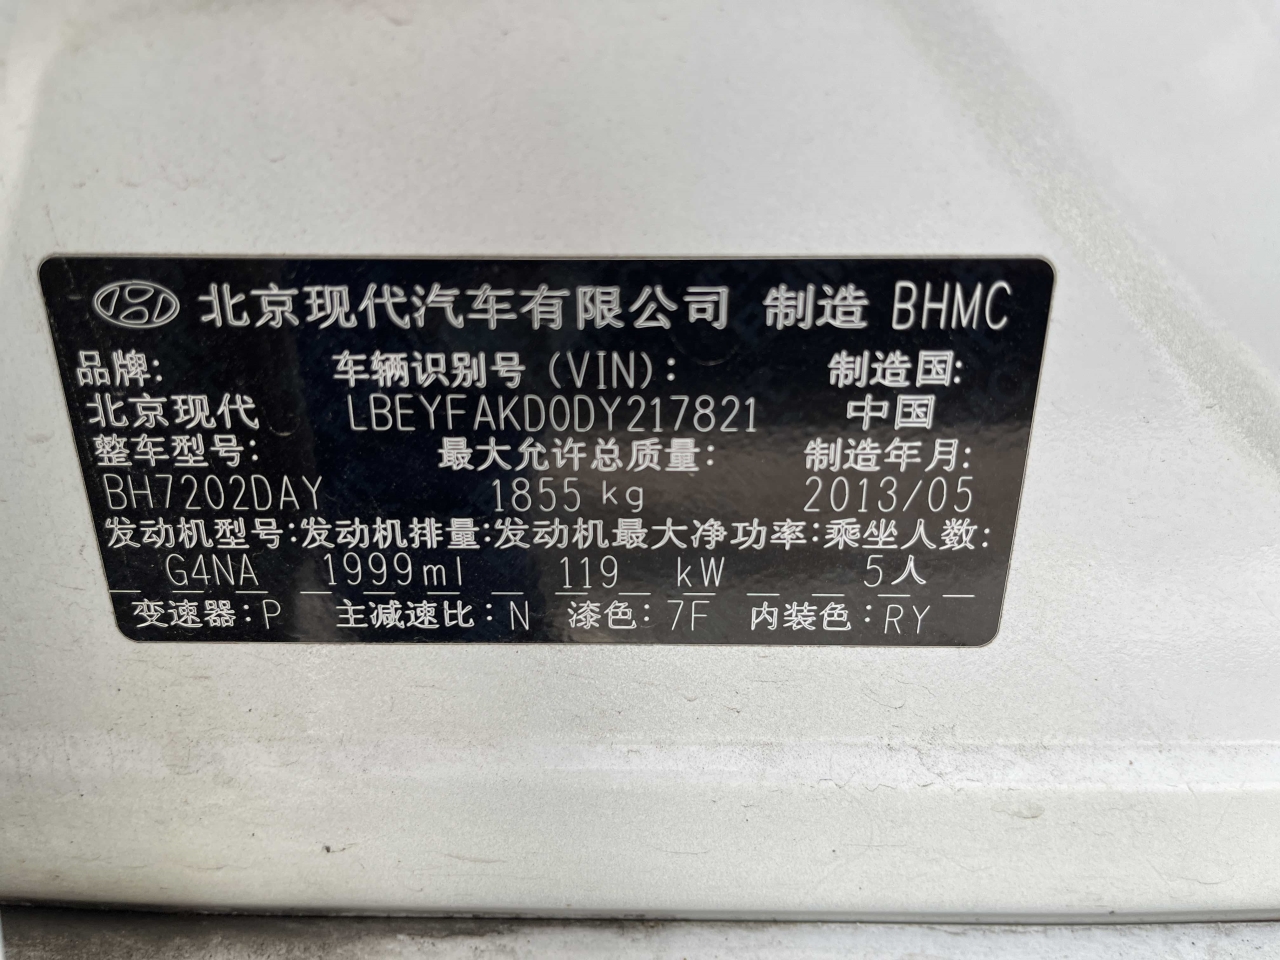 北京现代汽车有限公司 制造 BHMC
品牌: 车辆识别号 (VIN): 制造国:
北京现代 LBEYFAKD0DY217821 中国
整车型号: 最大允许总质量: 制造年月:
BH7202DAY 1855 kg 2013/05
发动机型号:发动机排量:发动机最大净功率:乘坐人数:
G4NA 1999ml 119 kW 5人
变速器:P 主减速比:N 漆色:7F 内装色:RY